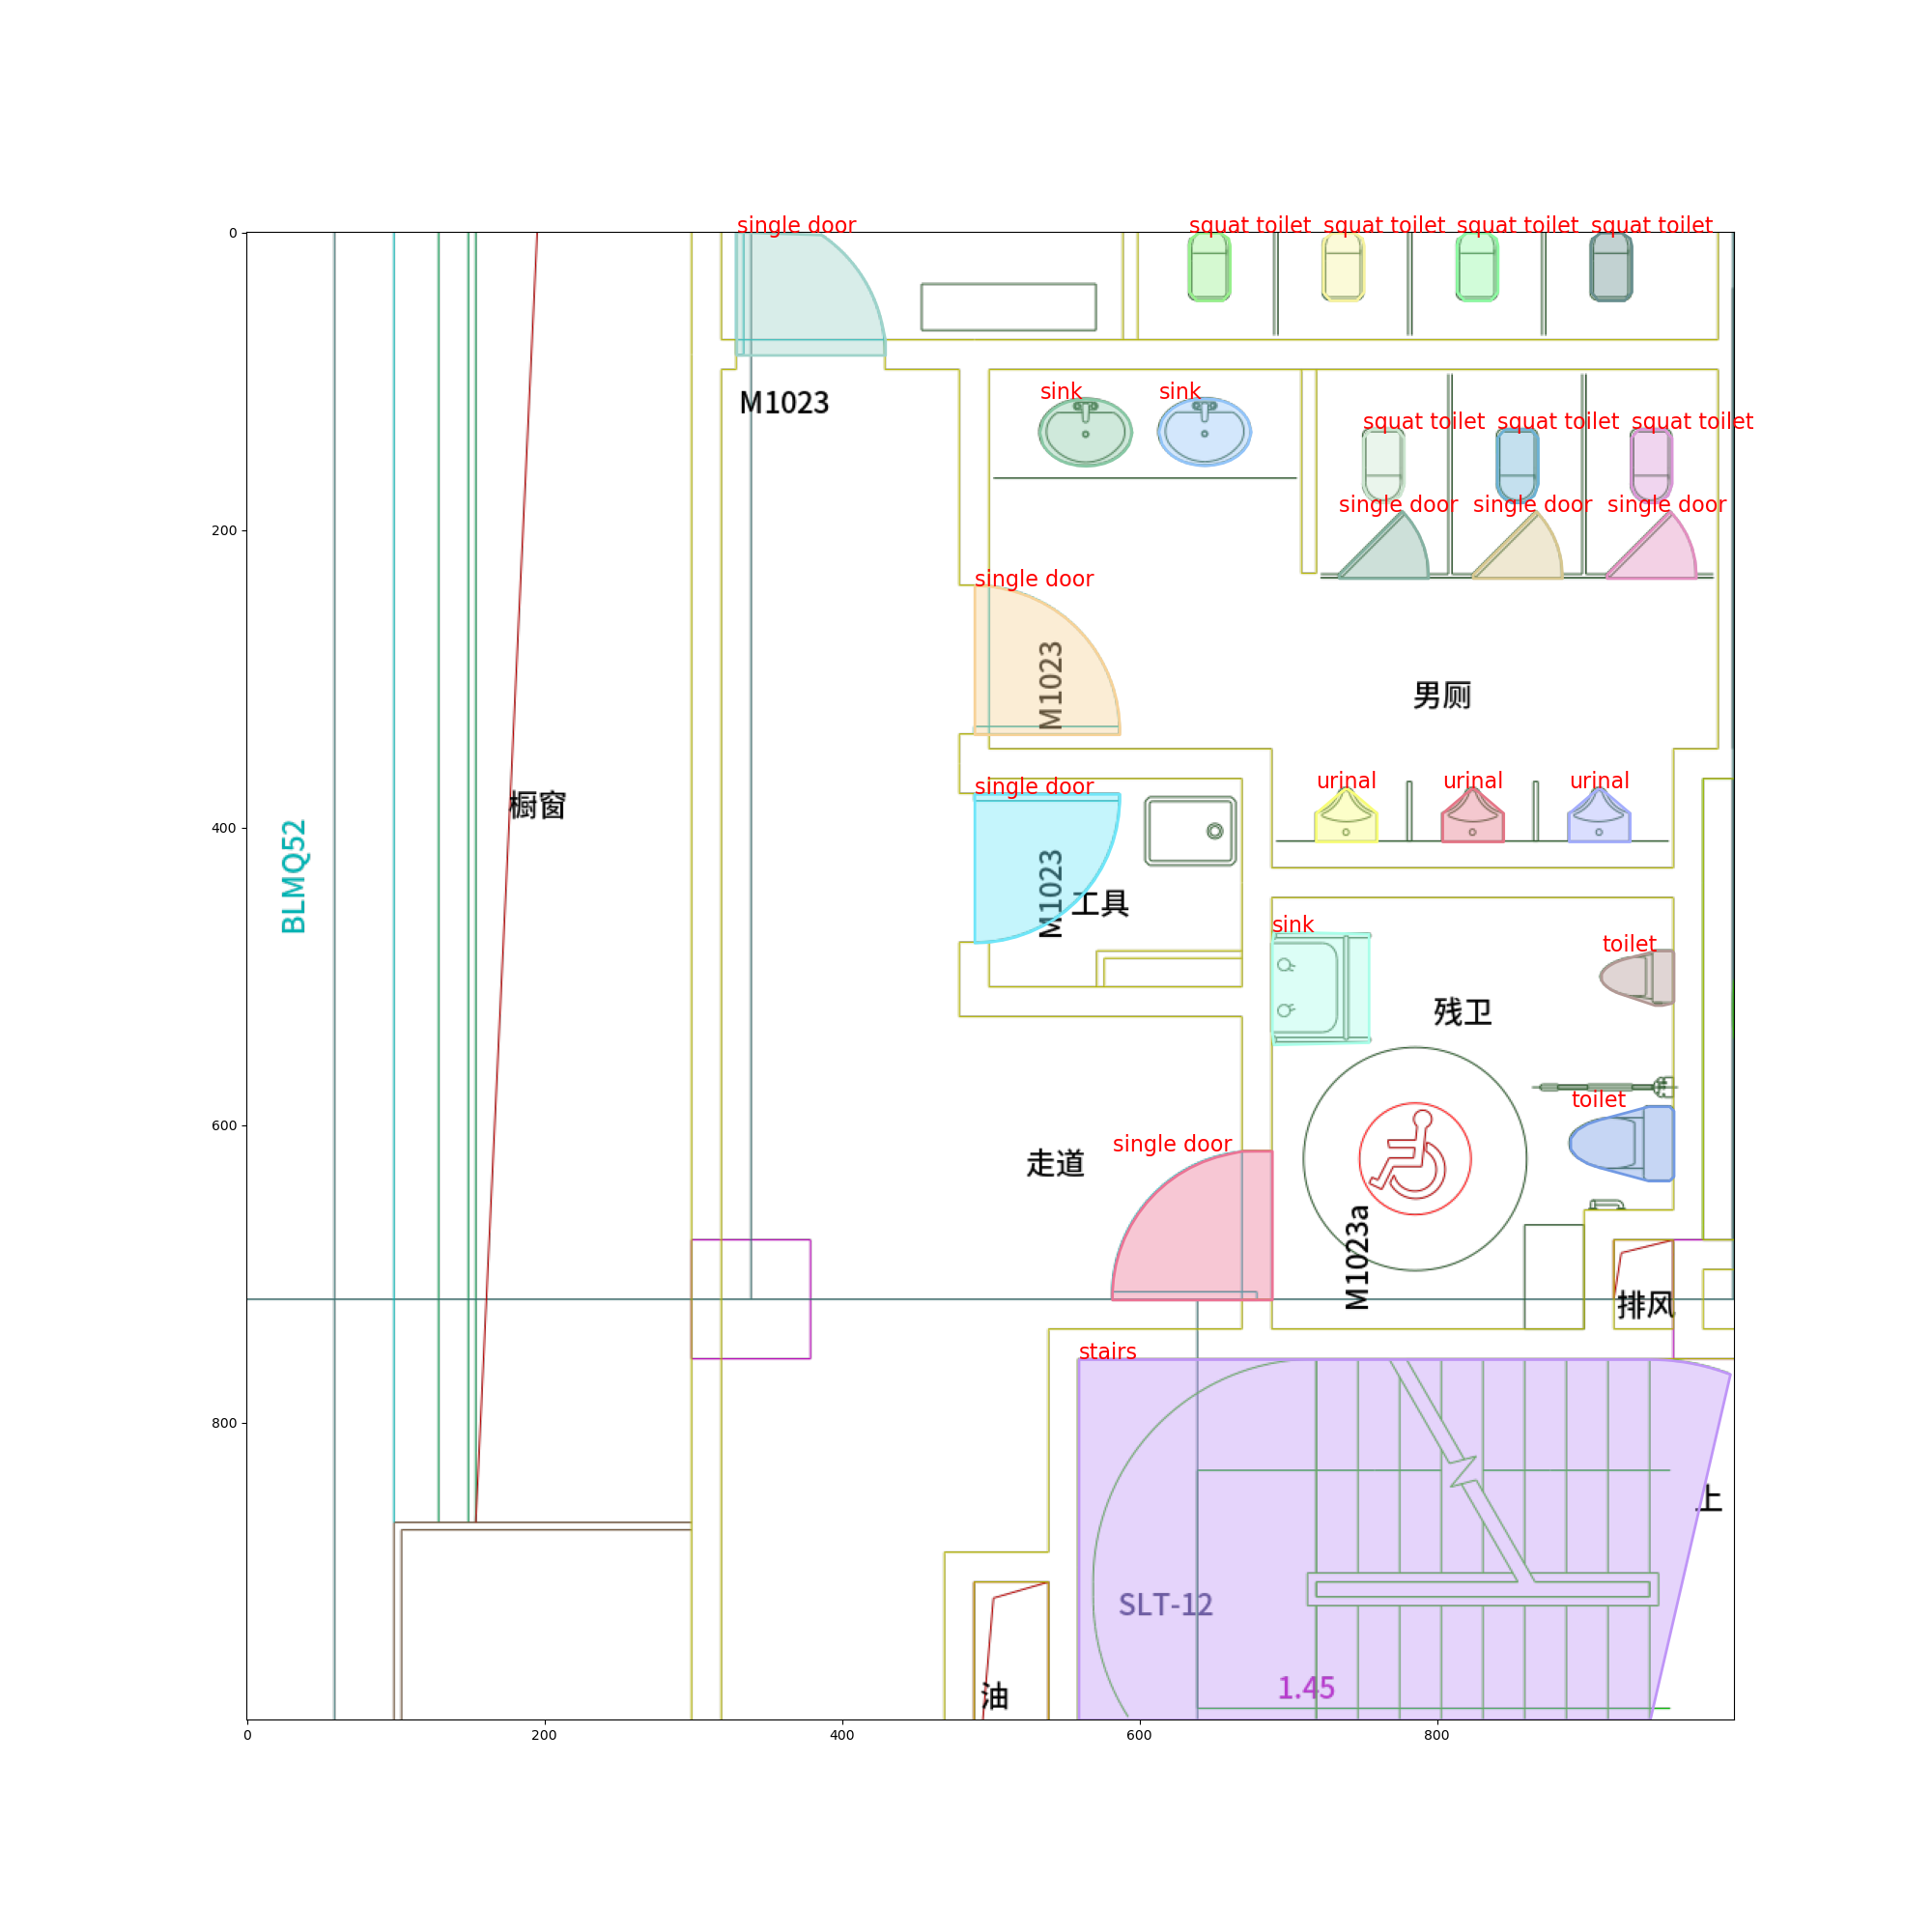 single door
squat toilet squat toilet squat toilet squat toilet
0
M1023
sink sink
squat toilet squat toilet squat toilet
single door single door single door
200
single door
M1023
男厕
橱窗
BLMQ52
single door
urinal urinal urinal
400
M1023
工具
sink
toilet
残卫
600
toilet
走道
single door
M1023a
排风
stairs
800
上
SLT-12
1.45
油
0 200 400 600 800